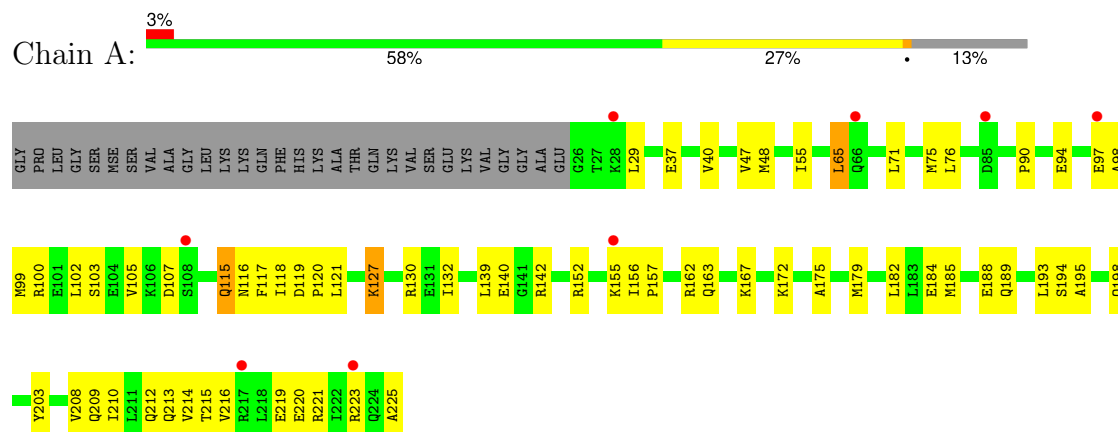 3%
Chain A:
58% 27% • 13%
GLY PRO LEU GLY SER MSE SER VAL ALA GLY LEU LYS LYS GLN PHE HIS LYS ALA THR GLN LYS VAL SER GLU LYS VAL GLY GLY ALA GLU G26 T27 K28 L29 E37 V40 V47 M48 I55 L65 Q66 L71 M75 L76 D85 P90 E94 E97 A98
M99 R100 E101 L102 S103 E104 V105 K106 D107 S108 Q115 N116 F117 I118 D119 P120 L121 K127 R130 E131 I132 L139 E140 G141 R142 R152 K155 I156 P157 R162 Q163 K167 K172 A175 M179 L182 L183 E184 M185 E188 Q189 L193 S194 A195 Q198
Y203 V208 Q209 I210 L211 Q212 Q213 V214 T215 V216 R217 L218 E219 E220 R221 I222 R223 Q224 A225